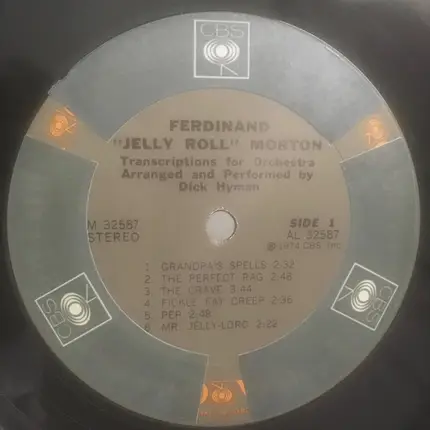 CBS
FERDINAND
"JELLY ROLL" MORTON
Transcriptions for Orchestra
Arranged and Performed by
Dick Hyman
M 32587
STEREO
SIDE 1
AL 32587
℗ 1974 CBS, Inc.
1 GRANDPA'S SPELLS 2:32
2 THE PERFECT RAG 2:48
3 THE CRAVE 3:44
4 FICKLE FAY CREEP 2:36
5 PEP 2:48
6 MR. JELLY-LORD 2:22
CBS
CBS